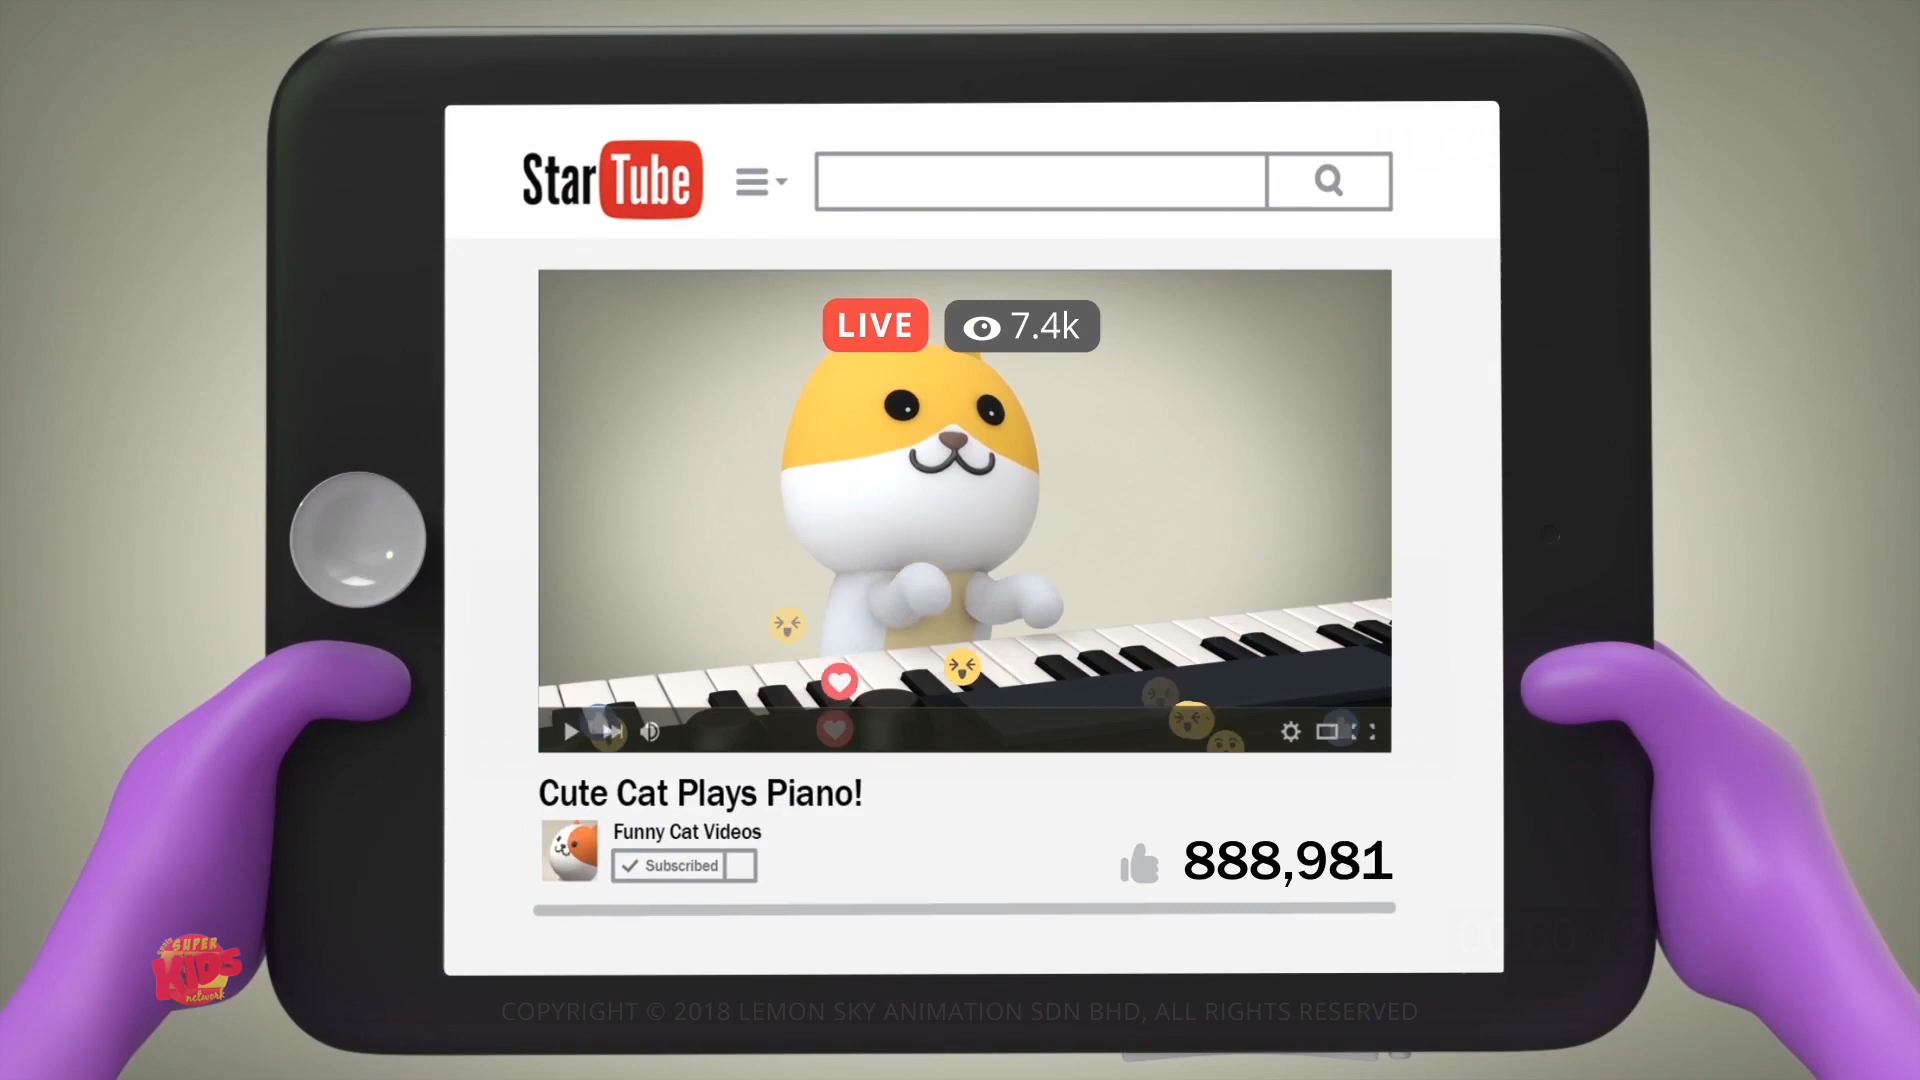 StarTube
LIVE 7.4k
Cute Cat Plays Piano!
Funny Cat Videos
Subscribed
888,981
SUPER
KIDS
network
COPYRIGHT © 2018 LEMON SKY ANIMATION SDN BHD, ALL RIGHTS RESERVED